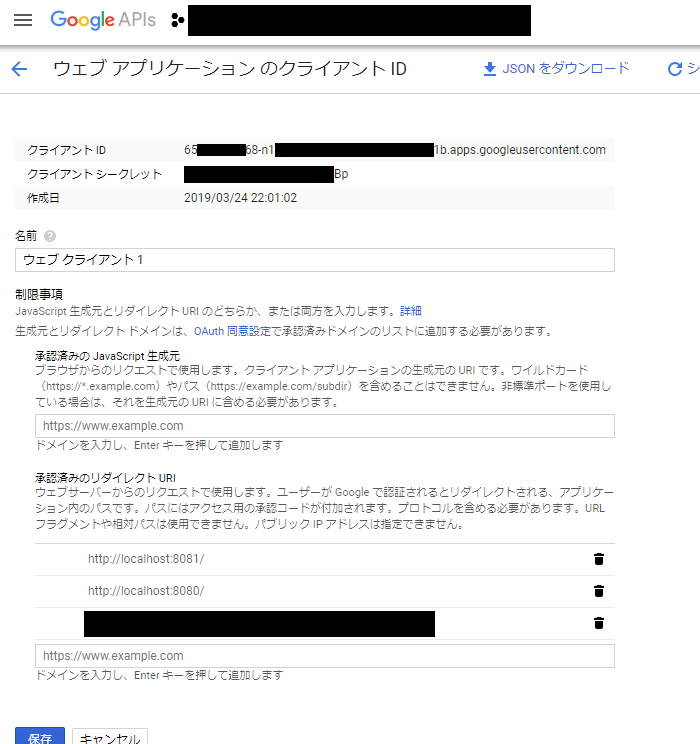 Google APIs
ウェブ アプリケーション のクライアント ID
JSON をダウンロード
シ
クライアント ID
65 68-n1 1b.apps.googleusercontent.com
クライアント シークレット
Bp
作成日
2019/03/24 22:01:02
名前
ウェブ クライアント 1
制限事項
JavaScript 生成元とリダイレクト URI のどちらか、または両方を入力します。詳細
生成元とリダイレクト ドメインは、OAuth 同意設定で承認済みドメインのリストに追加する必要があります。
承認済みの JavaScript 生成元
ブラウザからのリクエストで使用します。クライアント アプリケーションの生成元の URI です。ワイルドカード
（https://*.example.com）やパス（https://example.com/subdir）を含めることはできません。非標準ポートを使用し
ている場合は、それを生成元の URI に含める必要があります。
https://www.example.com
ドメインを入力し、Enter キーを押して追加します
承認済みのリダイレクト URI
ウェブサーバーからのリクエストで使用します。ユーザーが Google で認証されるとリダイレクトされる、アプリケー
ション内のパスです。パスにはアクセス用の承認コードが付加されます。プロトコルを含める必要があります。URL
フラグメントや相対パスは使用できません。パブリック IP アドレスは指定できません。
http://localhost:8081/
http://localhost:8080/
https://www.example.com
ドメインを入力し、Enter キーを押して追加します
保存
キャンセル